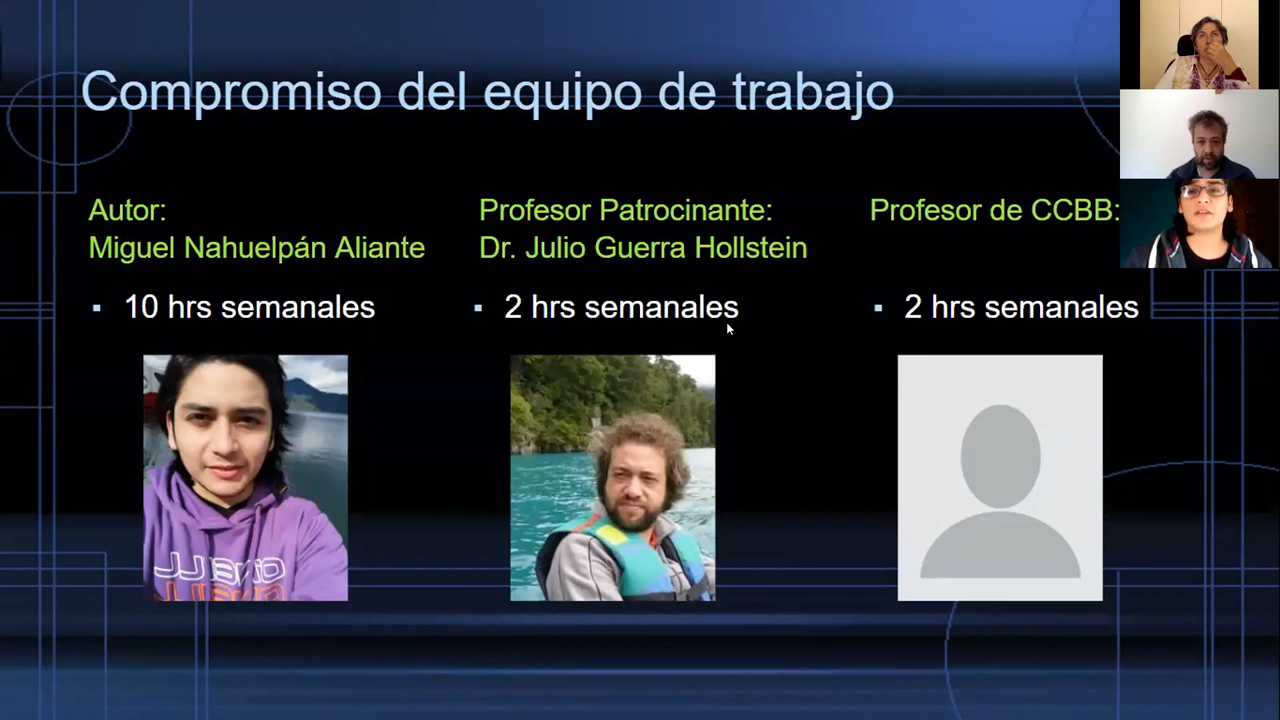 Compromiso del equipo de trabajo
Autor:
Miguel Nahuelpán Aliante
▪ 10 hrs semanales
Profesor Patrocinante:
Dr. Julio Guerra Hollstein
▪ 2 hrs semanales
Profesor de CCBB:
▪ 2 hrs semanales